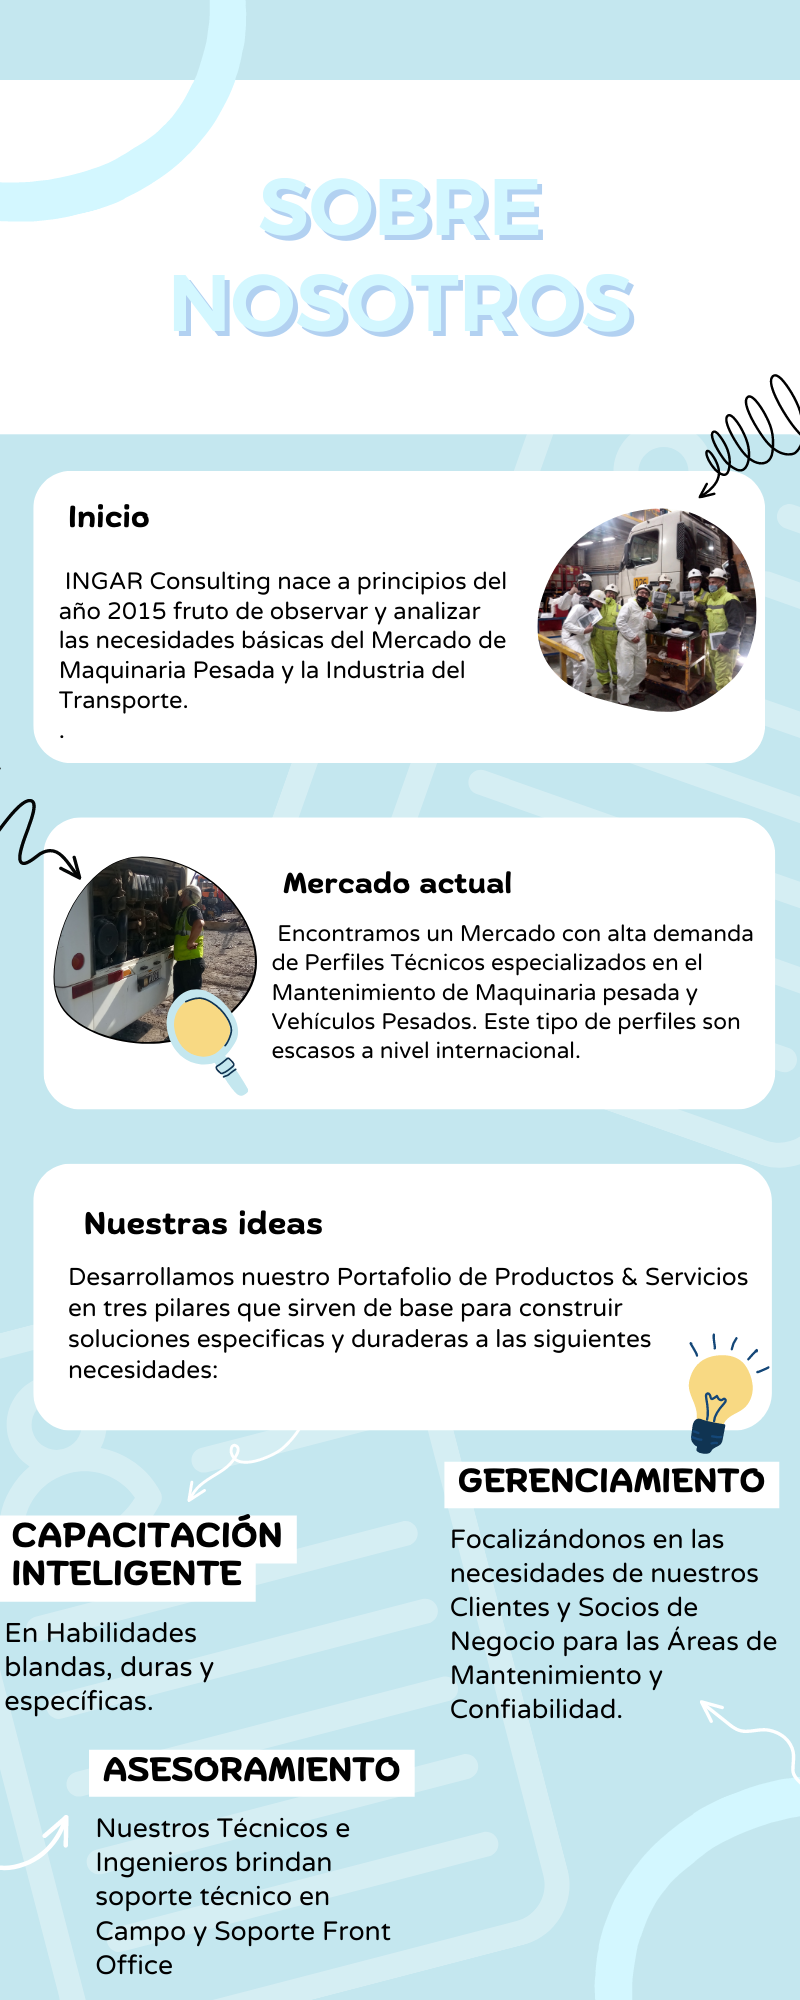 SOBRE
NOSOTROS
Inicio
INGAR Consulting nace a principios del
año 2015 fruto de observar y analizar
las necesidades básicas del Mercado de
Maquinaria Pesada y la Industria del
Transporte.
.
Mercado actual
Encontramos un Mercado con alta demanda
de Perfiles Técnicos especializados en el
Mantenimiento de Maquinaria pesada y
Vehículos Pesados. Este tipo de perfiles son
escasos a nivel internacional.
Nuestras ideas
Desarrollamos nuestro Portafolio de Productos & Servicios
en tres pilares que sirven de base para construir
soluciones especificas y duraderas a las siguientes
necesidades:
CAPACITACIÓN
INTELIGENTE
En Habilidades
blandas, duras y
específicas.
GERENCIAMIENTO
Focalizándonos en las
necesidades de nuestros
Clientes y Socios de
Negocio para las Áreas de
Mantenimiento y
Confiabilidad.
ASESORAMIENTO
Nuestros Técnicos e
Ingenieros brindan
soporte técnico en
Campo y Soporte Front
Office